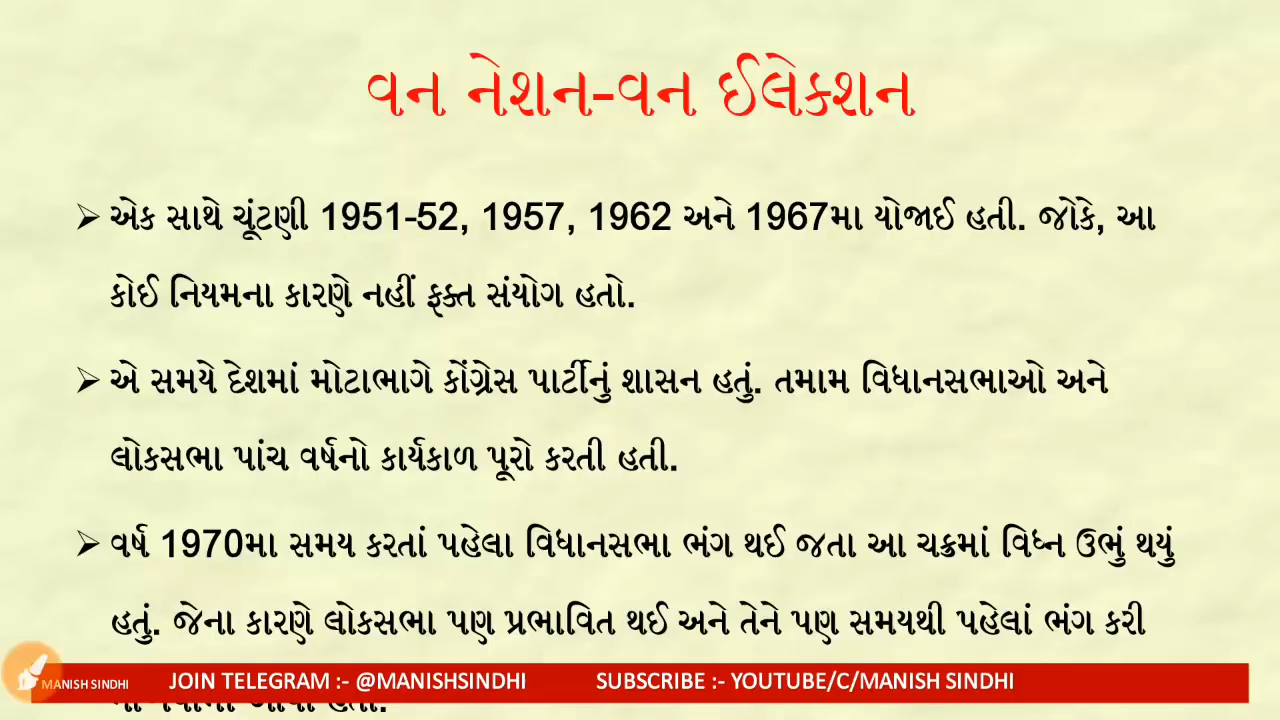 વન નેશન-વન ઈલેક્શન
➢ એક સાથે ચૂંટણી 1951-52, 1957, 1962 અને 1967મા યોજાઈ હતી. જોકે, આ
કોઈ નિયમના કારણે નહીં ફક્ત સંયોગ હતો.
➢ એ સમયે દેશમાં મોટાભાગે કોંગ્રેસ પાર્ટીનું શાસન હતું. તમામ વિધાનસભાઓ અને
લોકસભા પાંચ વર્ષનો કાર્યકાળ પૂરો કરતી હતી.
➢ વર્ષ 1970મા સમય કરતાં પહેલા વિધાનસભા ભંગ થઈ જતા આ ચક્રમાં વિઘ્ન ઉભું થયું
હતું. જેના કારણે લોકસભા પણ પ્રભાવિત થઈ અને તેને પણ સમયથી પહેલાં ભંગ કરી
MANISH SINDHI JOIN TELEGRAM :- @MANISHSINDHI SUBSCRIBE :- YOUTUBE/C/MANISH SINDHI